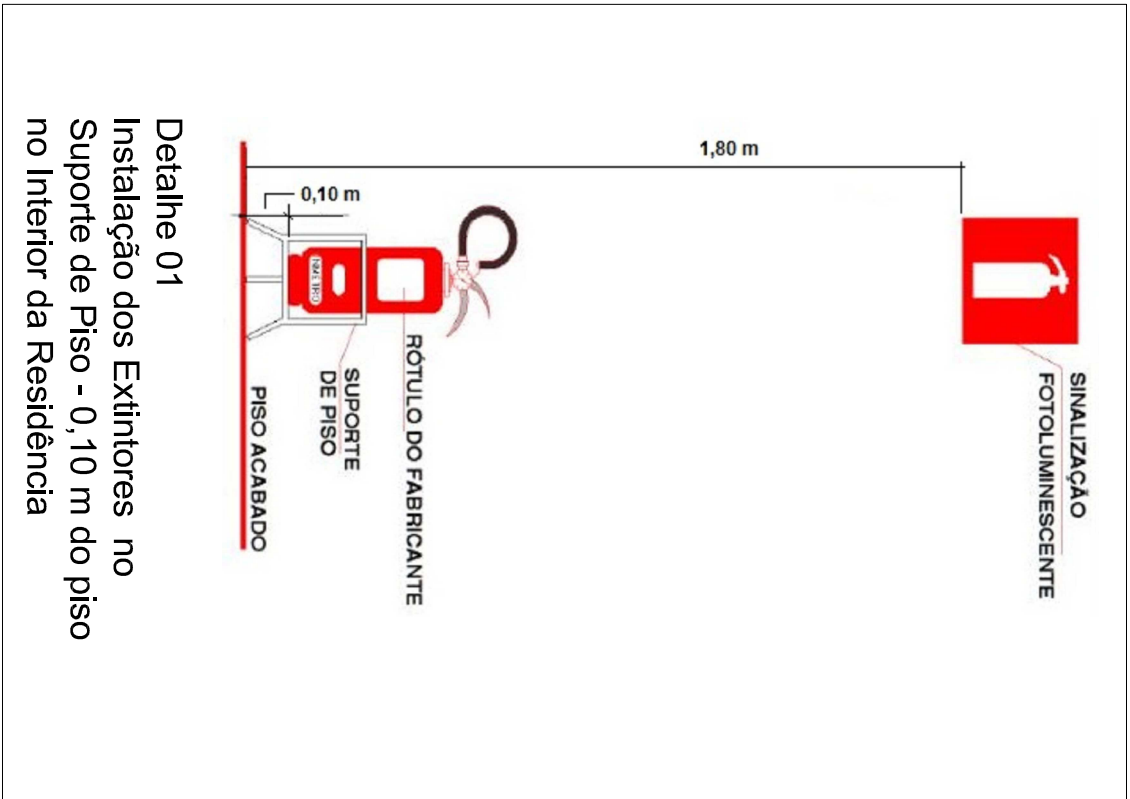 SINALIZAÇÃO
FOTOLUMINESCENTE
1,80 m
RÓTULO DO FABRICANTE
0,10 m
INMETRO
SUPORTE
DE PISO
PISO ACABADO
Detalhe 01
Instalação dos Extintores no
Suporte de Piso - 0,10 m do piso
no Interior da Residência